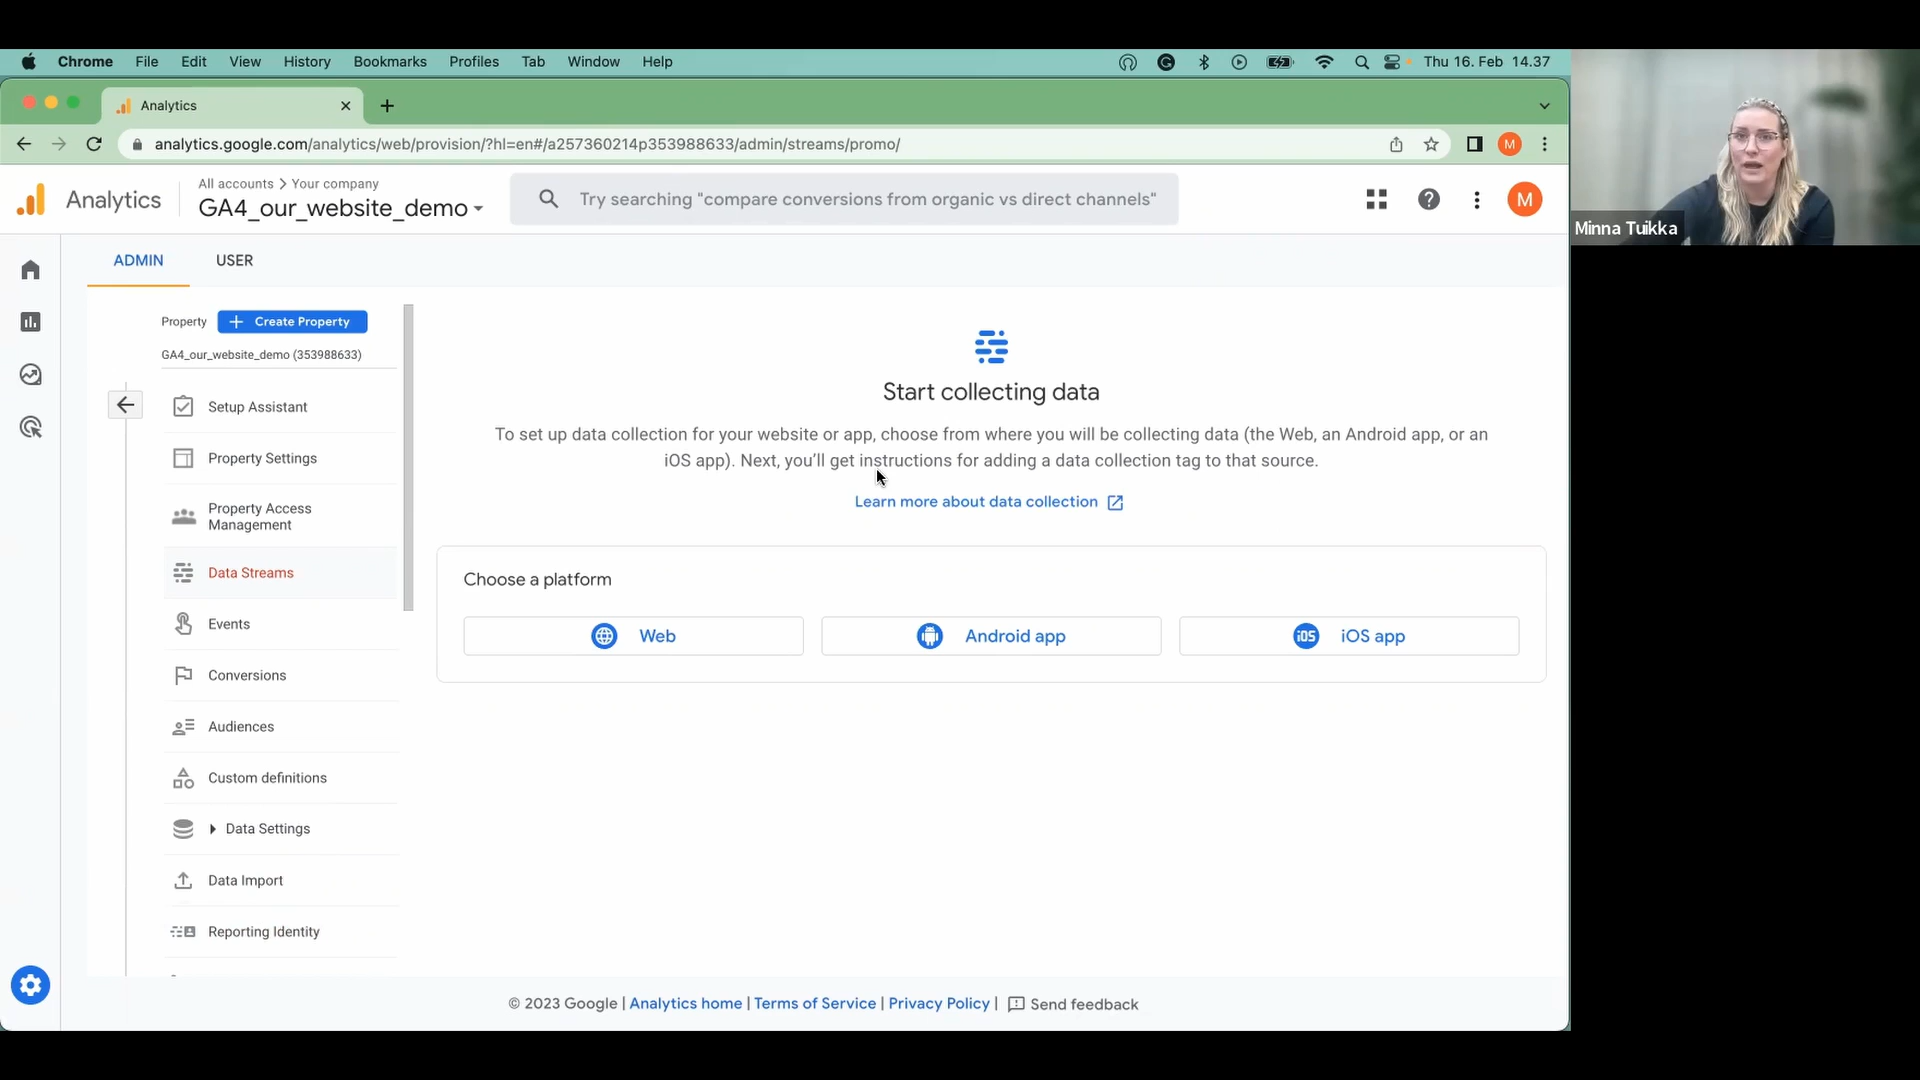 Chrome File Edit View History Bookmarks Profiles Tab Window Help Thu 16. Feb 14.37
Analytics
analytics.google.com/analytics/web/provision/?hl=en#/a257360214p353988633/admin/streams/promo/
M
All accounts > Your company
Analytics
GA4_our_website_demo
Try searching "compare conversions from organic vs direct channels"
M
Minna Tuikka
ADMIN USER
Property
+ Create Property
GA4_our_website_demo (353988633)
Setup Assistant
Property Settings
Property Access
Management
Data Streams
Events
Conversions
Audiences
Custom definitions
Data Settings
Data Import
Reporting Identity
Start collecting data
To set up data collection for your website or app, choose from where you will be collecting data (the Web, an Android app, or an
iOS app). Next, you'll get instructions for adding a data collection tag to that source.
Learn more about data collection
Choose a platform
Web
Android app
iOS iOS app
© 2023 Google | Analytics home | Terms of Service | Privacy Policy | Send feedback